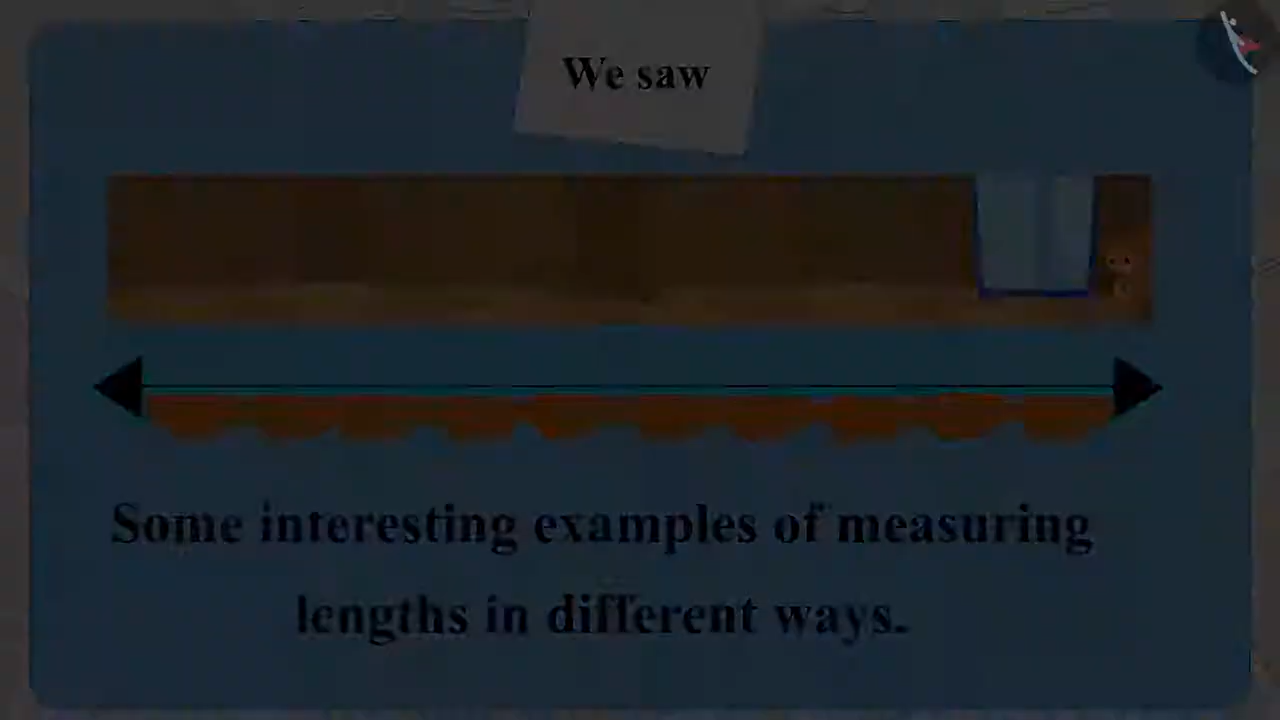 We saw
Some interesting examples of measuring
lengths in different ways.